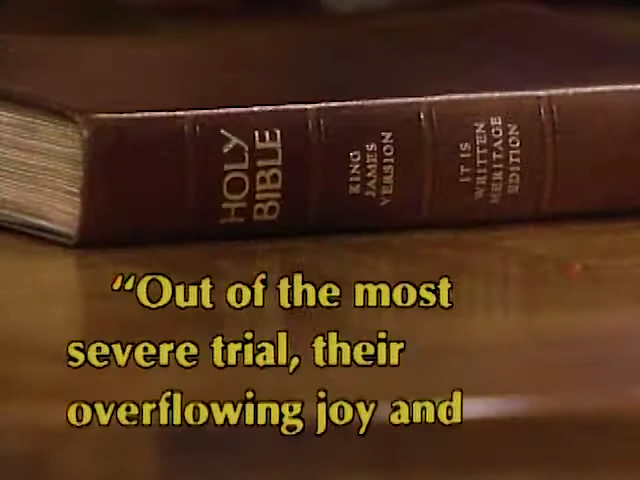 HOLY
BIBLE
KING
JAMES
VERSION
IT IS
WRITTEN
HERITAGE
EDITION
“Out of the most
severe trial, their
overflowing joy and